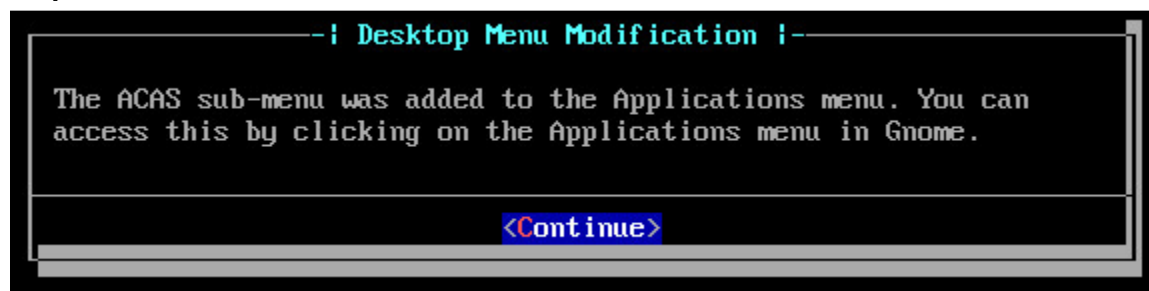 -| Desktop Menu Modification |-
The ACAS sub-menu was added to the Applications menu. You can
access this by clicking on the Applications menu in Gnome.
<Continue>